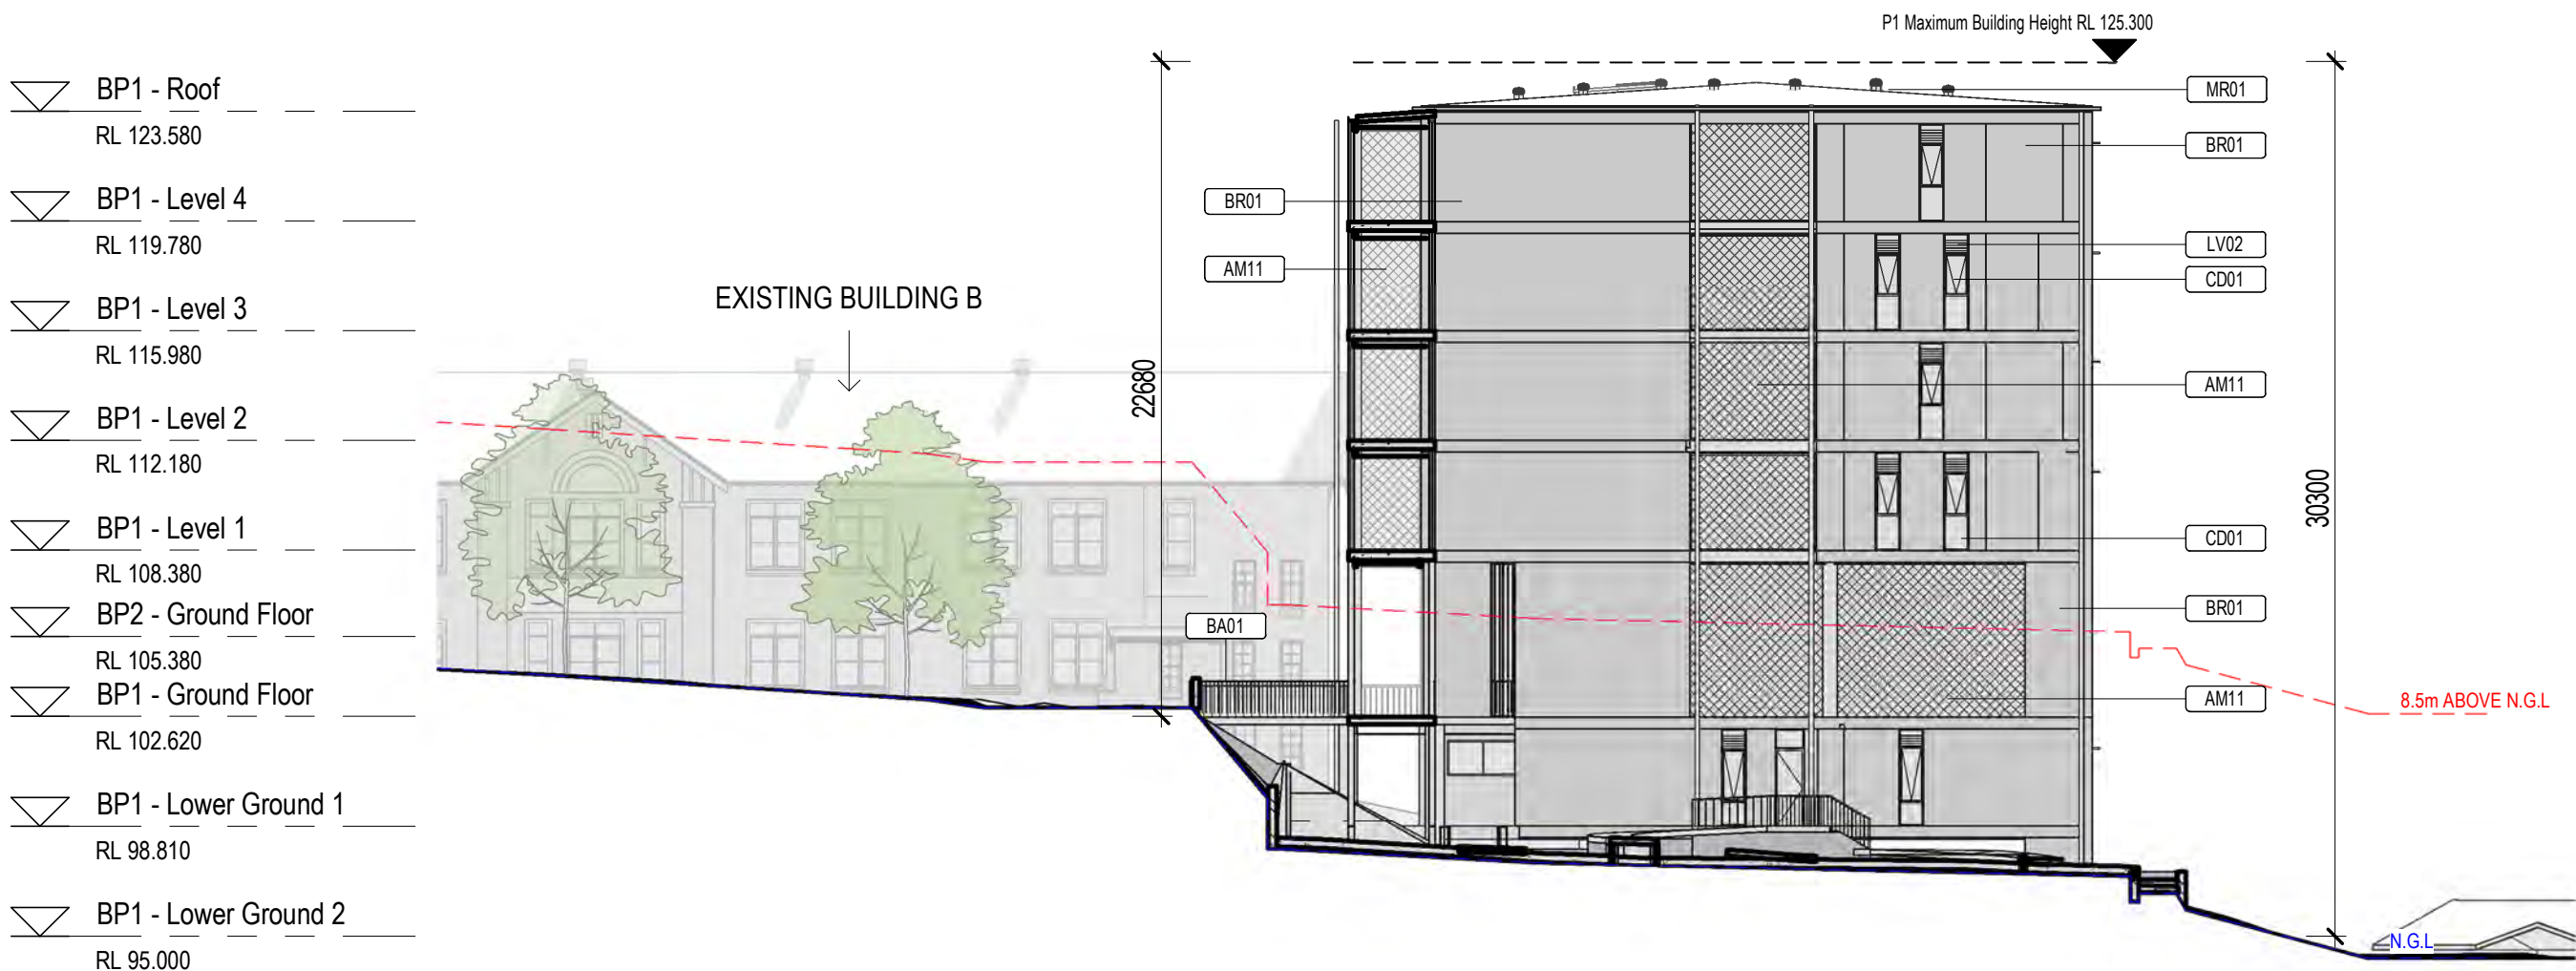 P1 Maximum Building Height RL 125.300
BP1 - Roof
RL 123.580
BP1 - Level 4
RL 119.780
BP1 - Level 3
RL 115.980
BP1 - Level 2
RL 112.180
BP1 - Level 1
RL 108.380
BP2 - Ground Floor
RL 105.380
BP1 - Ground Floor
RL 102.620
BP1 - Lower Ground 1
RL 98.810
BP1 - Lower Ground 2
RL 95.000
EXISTING BUILDING B
22680
BR01
AM11
BA01
MR01
BR01
LV02
CD01
AM11
CD01
BR01
AM11
30300
8.5m ABOVE N.G.L
N.G.L